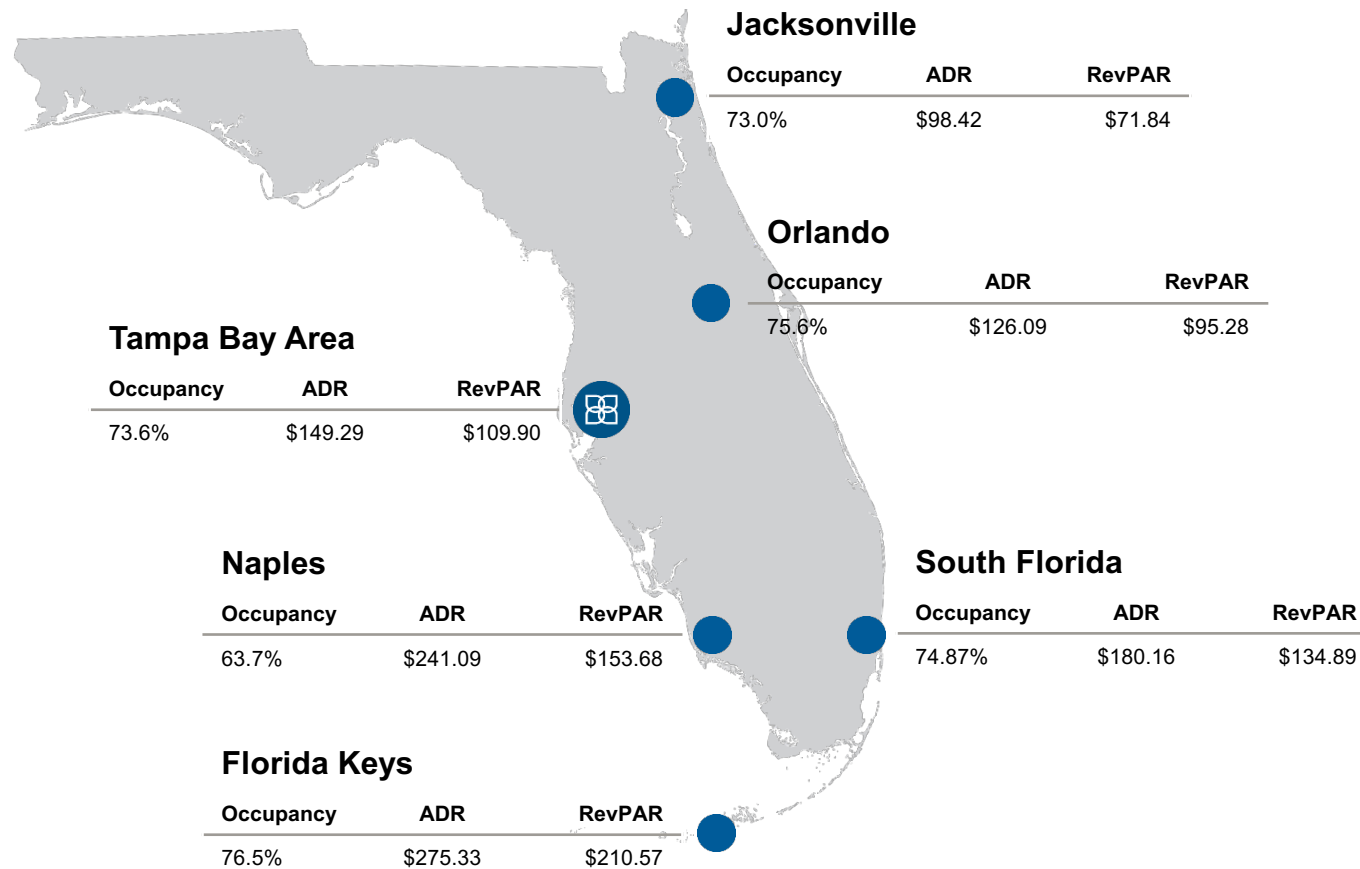 Jacksonville
Occupancy ADR RevPAR
73.0% $98.42 $71.84
Orlando
Occupancy ADR RevPAR
75.6% $126.09 $95.28
Tampa Bay Area
Occupancy ADR RevPAR
73.6% $149.29 $109.90
Naples
Occupancy ADR RevPAR
63.7% $241.09 $153.68
South Florida
Occupancy ADR RevPAR
74.87% $180.16 $134.89
Florida Keys
Occupancy ADR RevPAR
76.5% $275.33 $210.57